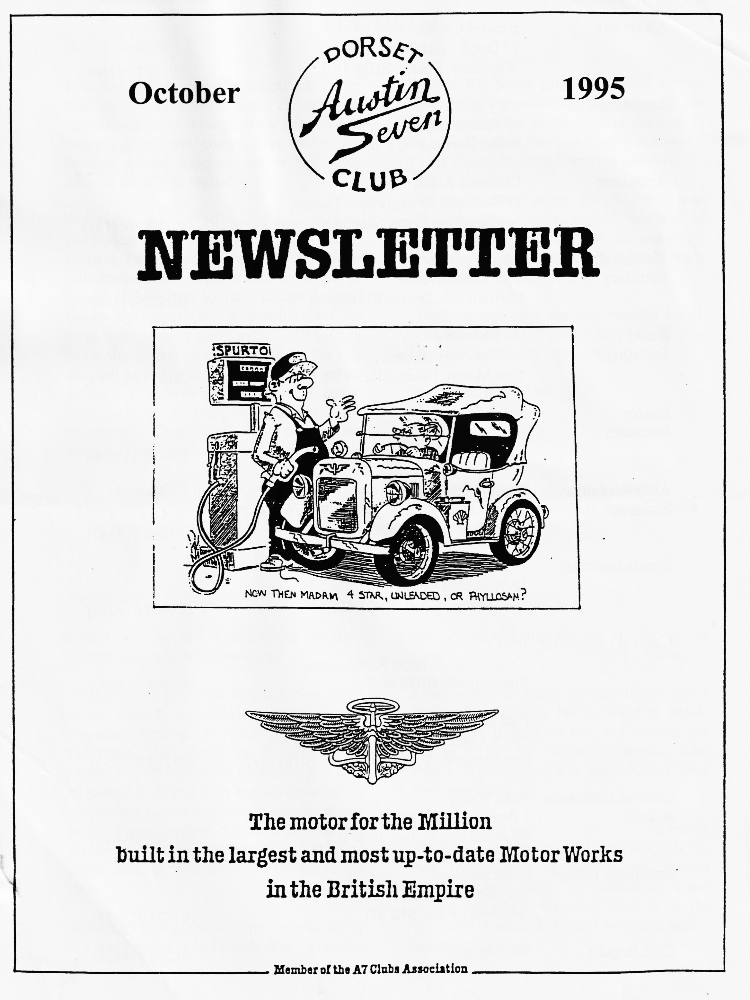 DORSET
October
Austin
1995
Seven
CLUB
NEWSLETTER
SPURTO
NOW THEN MADAM 4 STAR, UNLEADED, OR PHYLLOSAN?
The motor for the Million
built in the largest and most up-to-date Motor Works
in the British Empire
Member of the A7 Clubs Association